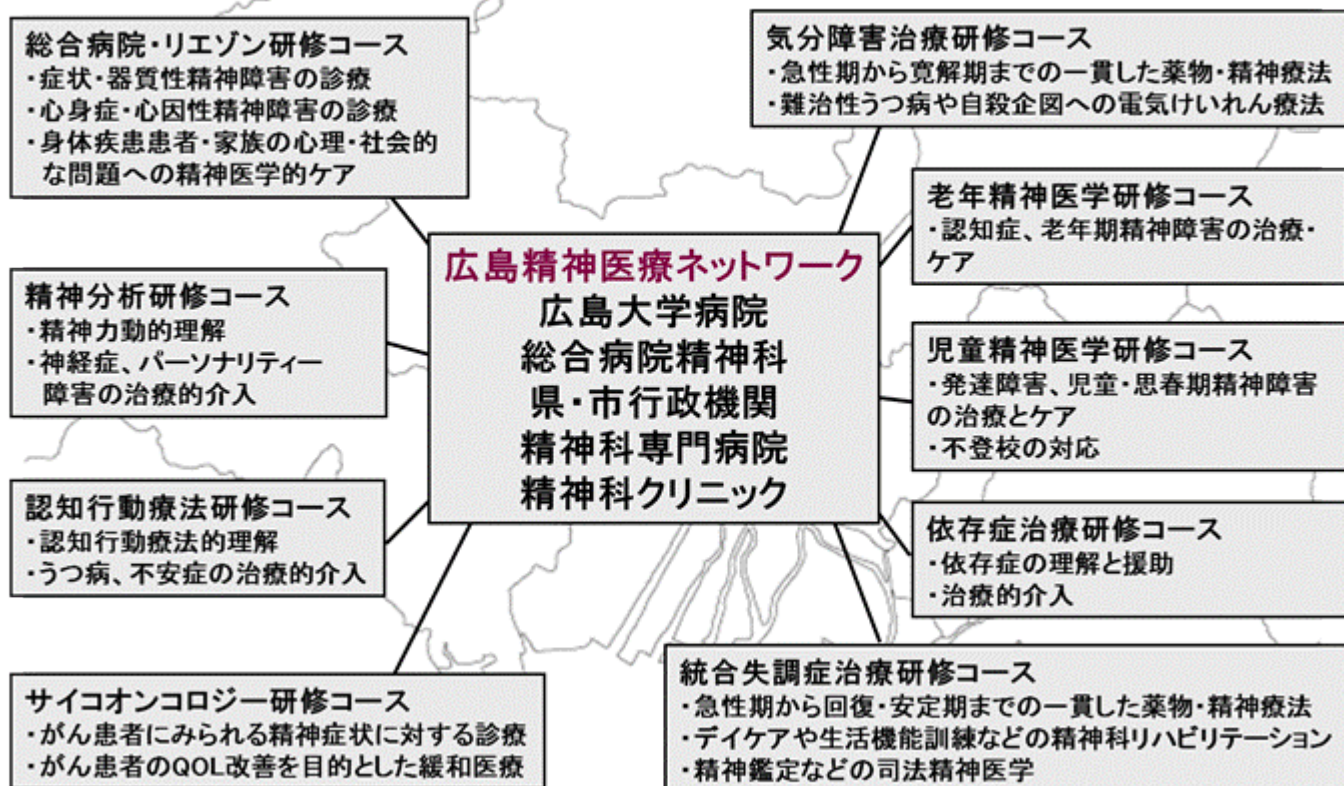 総合病院・リエゾン研修コース
・症状・器質性精神障害の診療
・心身症・心因性精神障害の診療
・身体疾患患者・家族の心理・社会的
な問題への精神医学的ケア
気分障害治療研修コース
・急性期から寛解期までの一貫した薬物・精神療法
・難治性うつ病や自殺企図への電気けいれん療法
老年精神医学研修コース
・認知症、老年期精神障害の治療・
ケア
広島精神医療ネットワーク
広島大学病院
総合病院精神科
県・市行政機関
精神科専門病院
精神科クリニック
精神分析研修コース
・精神力動的理解
・神経症、パーソナリティー
障害の治療的介入
児童精神医学研修コース
・発達障害、児童・思春期精神障害
の治療とケア
・不登校の対応
認知行動療法研修コース
・認知行動療法的理解
・うつ病、不安症の治療的介入
依存症治療研修コース
・依存症の理解と援助
・治療的介入
サイコオンコロジー研修コース
・がん患者にみられる精神症状に対する診療
・がん患者のQOL改善を目的とした緩和医療
統合失調症治療研修コース
・急性期から回復・安定期までの一貫した薬物・精神療法
・デイケアや生活機能訓練などの精神科リハビリテーション
・精神鑑定などの司法精神医学